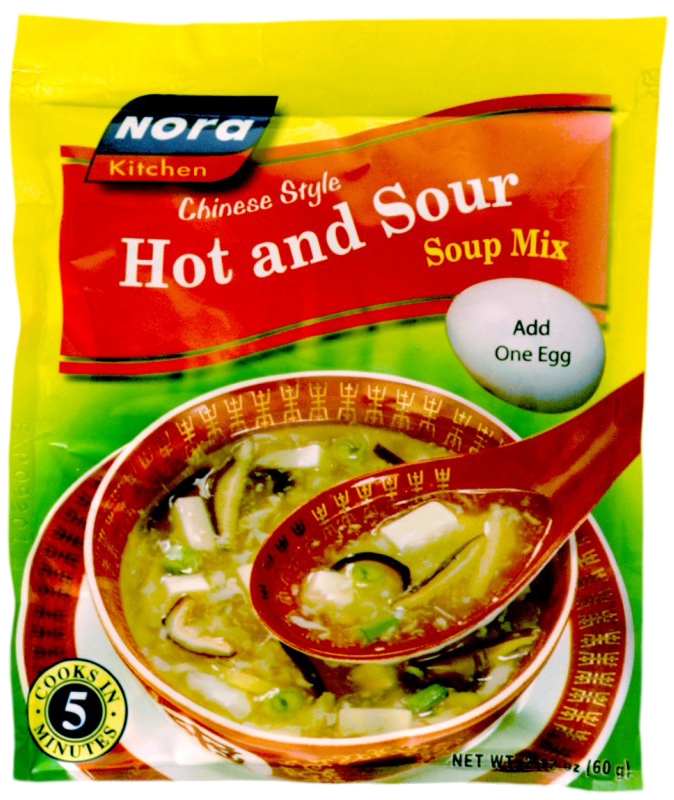 Nora
Kitchen
Chinese Style
Hot and Sour
Soup Mix
Add
One Egg
COOKS IN
5
MINUTES
NET WT. oz (60 g)